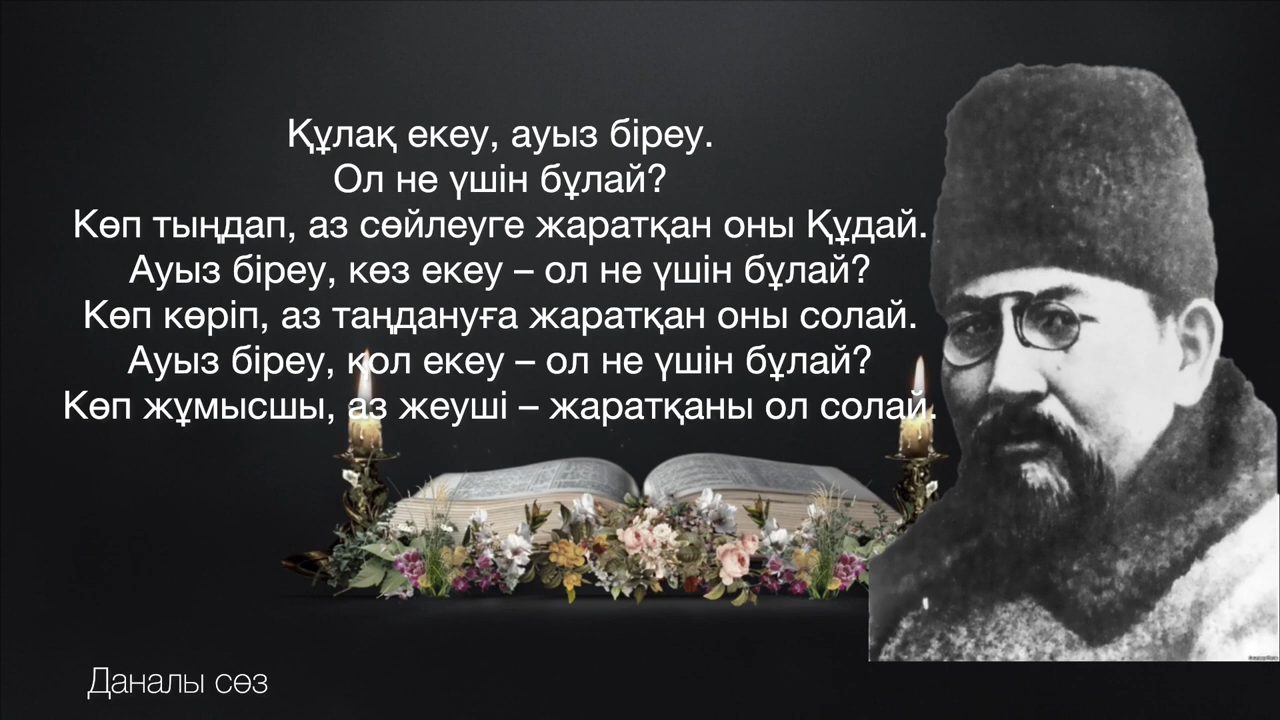 Құлақ екеу, ауыз біреу.
Ол не үшін бұлай?
Көп тыңдап, аз сөйлеуге жаратқан оны Құдай.
Ауыз біреу, көз екеу – ол не үшін бұлай?
Көп көріп, аз таңдануға жаратқан оны солай.
Ауыз біреу, қол екеу – ол не үшін бұлай?
Көп жұмысшы, аз жеуші – жаратқаны ол солай.
Даналы сөз